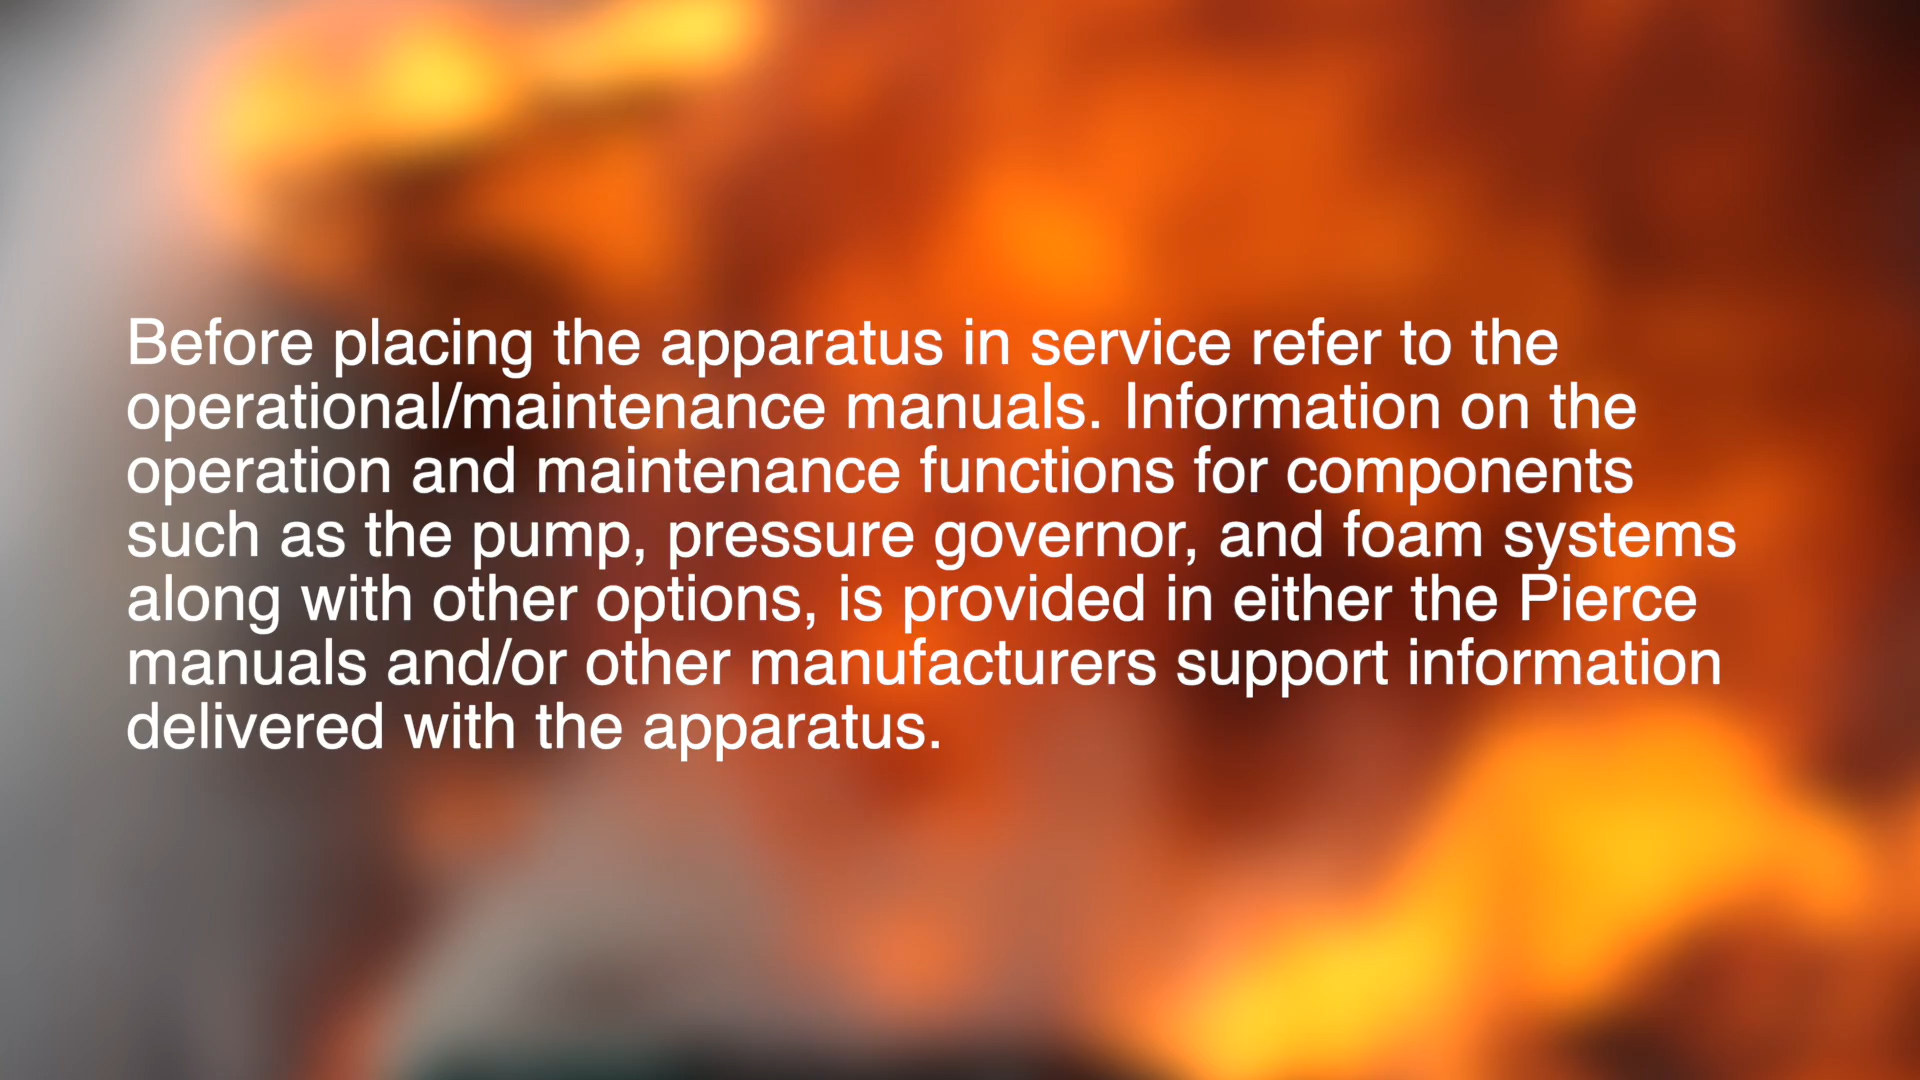 Before placing the apparatus in service refer to the
operational/maintenance manuals. Information on the
operation and maintenance functions for components
such as the pump, pressure governor, and foam systems
along with other options, is provided in either the Pierce
manuals and/or other manufacturers support information
delivered with the apparatus.